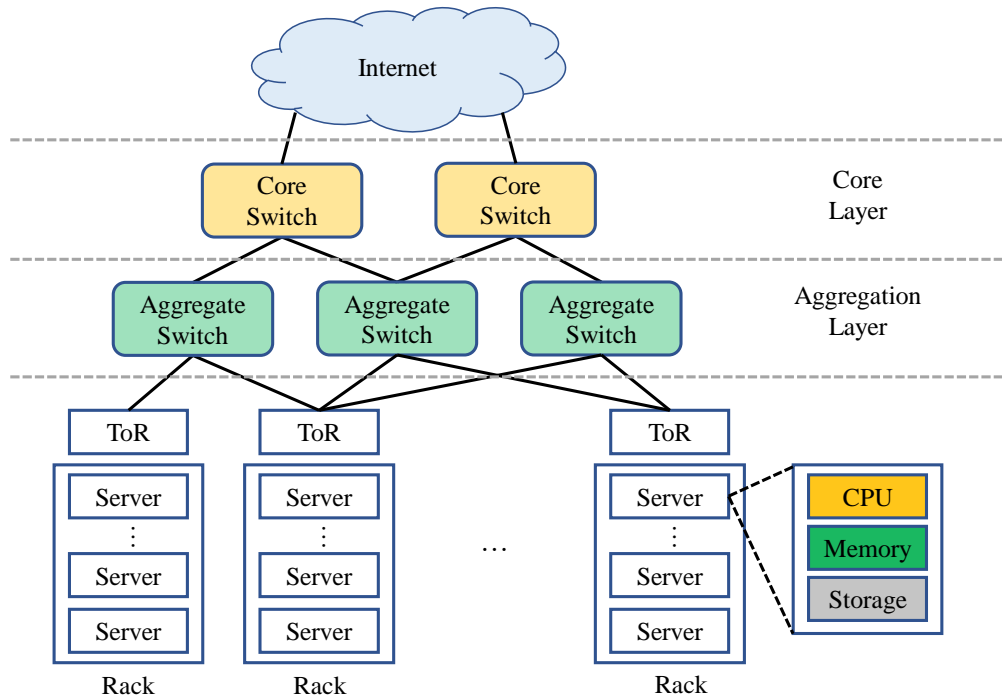 Internet
Core
Switch
Core
Switch
Core
Layer
Aggregate
Switch
Aggregate
Switch
Aggregate
Switch
Aggregation
Layer
ToR
ToR
ToR
Server
⋮
Server
Server
Rack
Server
⋮
Server
Server
Rack
...
Server
⋮
Server
Server
Rack
CPU
Memory
Storage